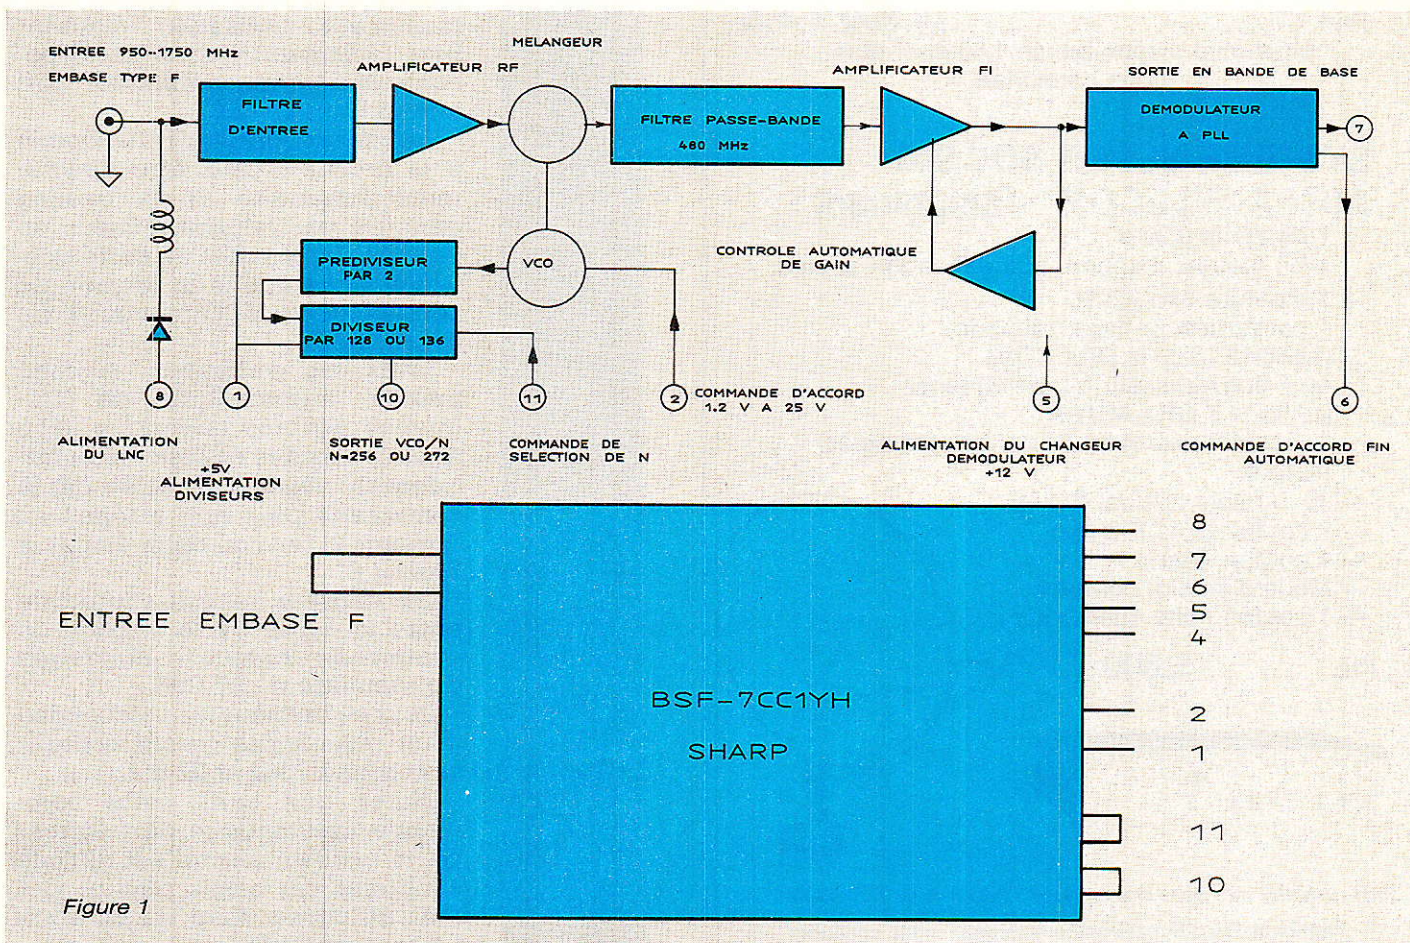 ENTREE 950--1750 MHz
EMBASE TYPE F
MELANGEUR
AMPLIFICATEUR RF
AMPLIFICATEUR FI
SORTIE EN BANDE DE BASE
FILTRE
D'ENTREE
FILTRE PASSE-BANDE
480 MHz
DEMODULATEUR
A PLL
7
PREDIVISEUR
PAR 2
VCO
CONTROLE AUTOMATIQUE
DE GAIN
DIVISEUR
PAR 128 OU 136
8
1
10
11
2
COMMANDE D'ACCORD
1.2 V A 25 V
5
6
ALIMENTATION
DU LNC
+5V
ALIMENTATION
DIVISEURS
SORTIE VCO/N
N=256 OU 272
COMMANDE DE
SELECTION DE N
ALIMENTATION DU CHANGEUR
DEMODULATEUR
+12 V
COMMANDE D'ACCORD FIN
AUTOMATIQUE
ENTREE EMBASE F
BSF-7CC1YH
SHARP
8
7
6
5
4
2
1
11
10
Figure 1